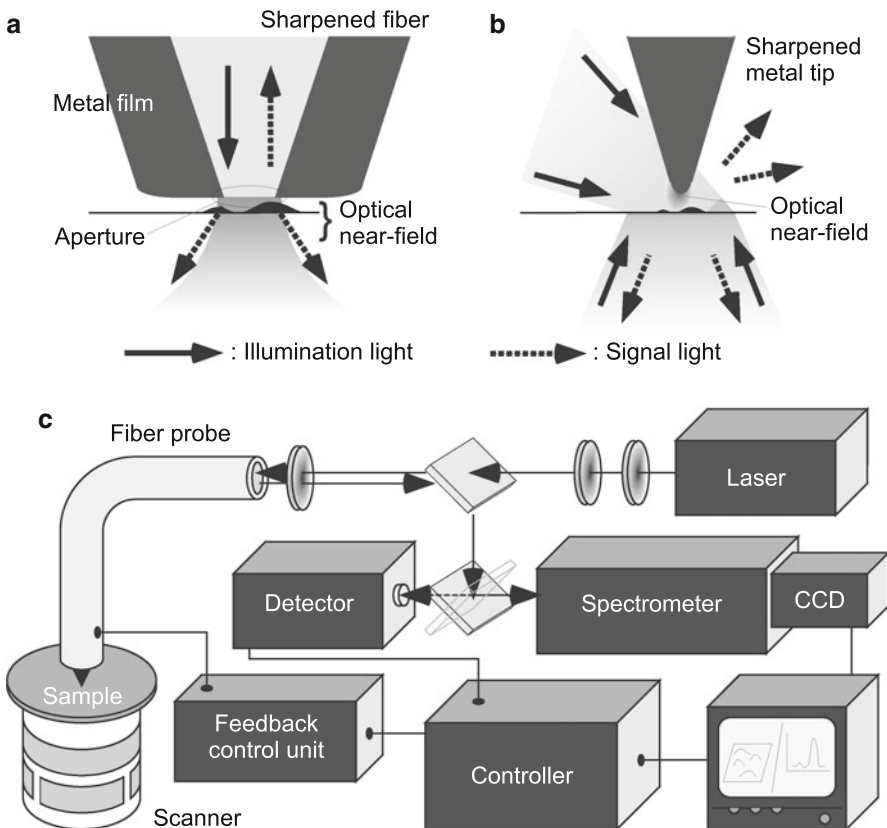 a
Sharpened fiber
Metal film
Aperture
Optical
near-field
b
Sharpened
metal tip
Optical
near-field
: Illumination light
: Signal light
c
Fiber probe
Laser
Detector
Spectrometer
CCD
Sample
Feedback
control unit
Controller
Scanner